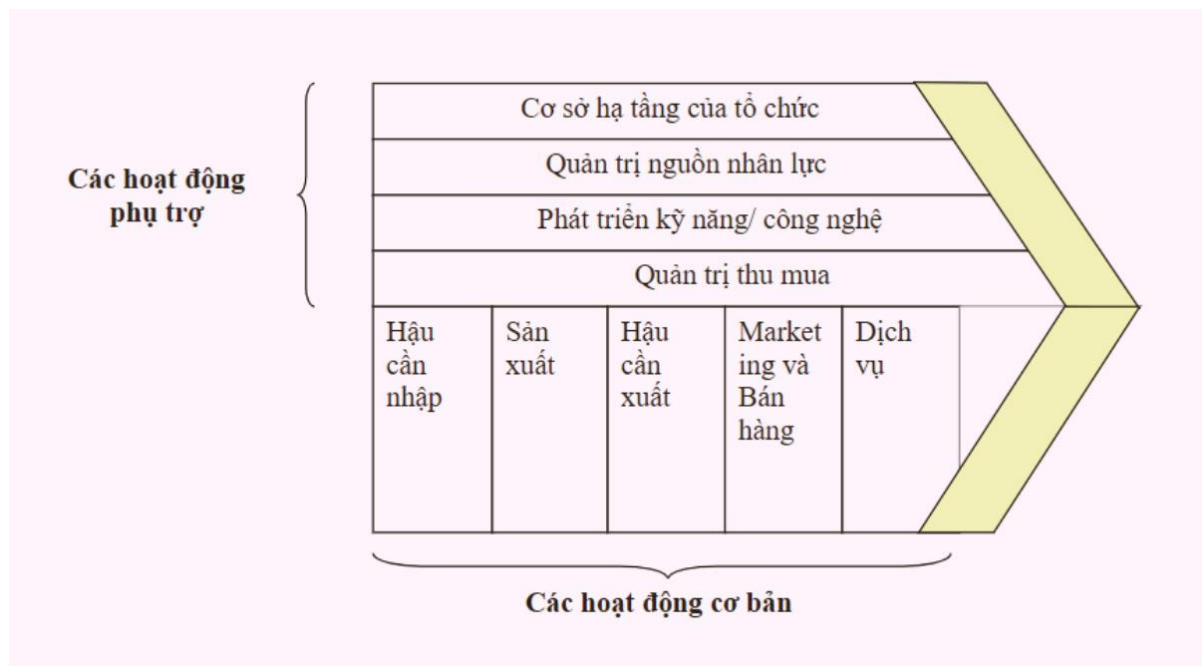 Cơ sở hạ tầng của tổ chức
Quản trị nguồn nhân lực
Phát triển kỹ năng/ công nghệ
Quản trị thu mua
Các hoạt động
phụ trợ
Hậu
cần
nhập
Sản
xuất
Hậu
cần
xuất
Market
ing và
Bán
hàng
Dịch
vụ
Các hoạt động cơ bản